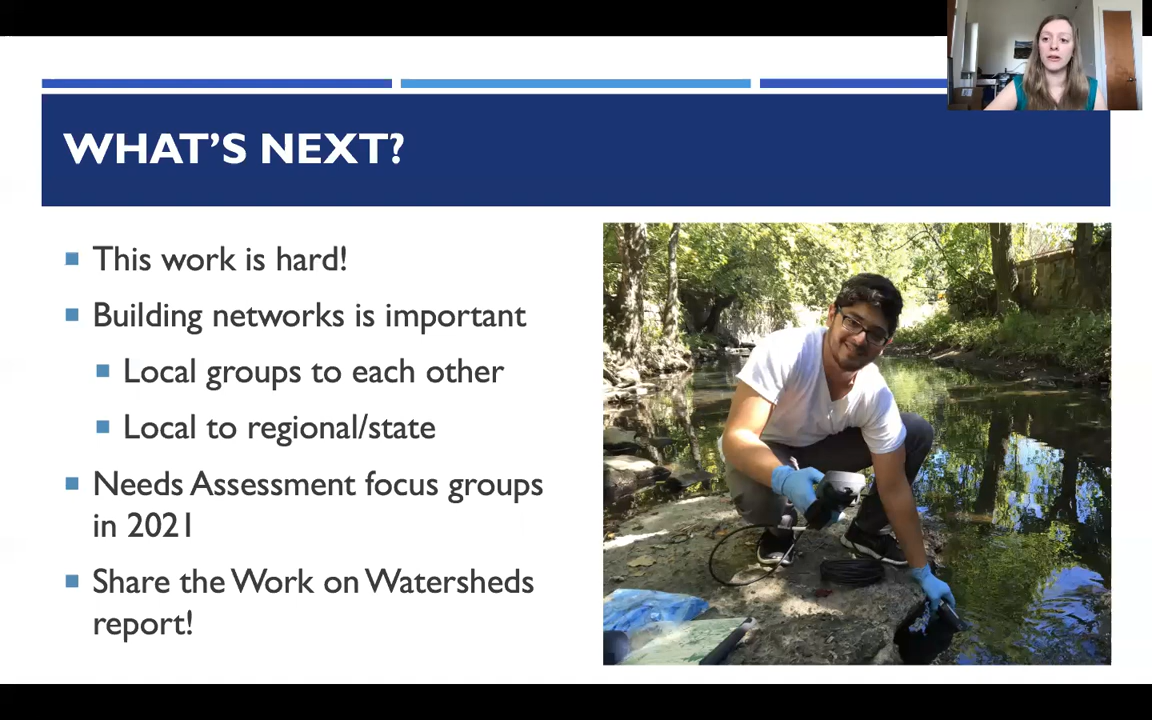 WHAT'S NEXT?
This work is hard!
Building networks is important
Local groups to each other
Local to regional/state
Needs Assessment focus groups
in 2021
Share the Work on Watersheds
report!